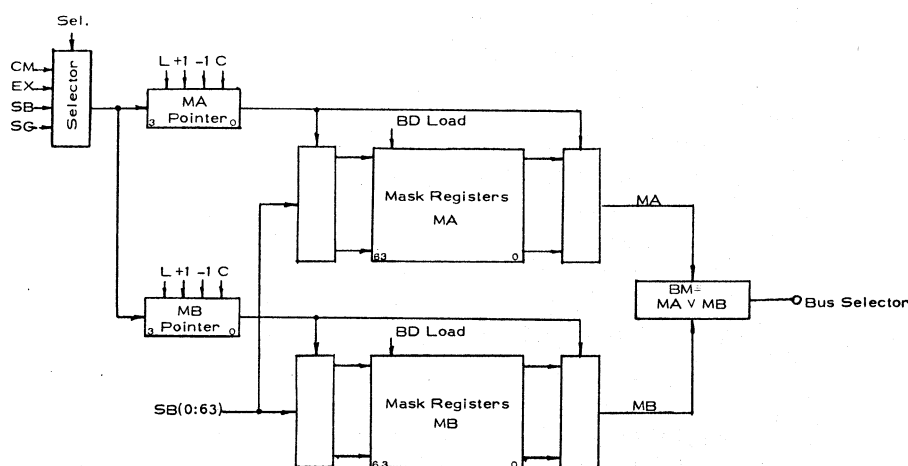 Sel.
CM
EX
SB
SG
Selector
L +1 -1 C
MA
3 Pointer 0
BD Load
Mask Registers
MA
63 0
MA
L +1 -1 C
MB
3 Pointer 0
BM=
MA V MB
Bus Selector
BD Load
SB(0:63)
Mask Registers
MB
63 0
MB